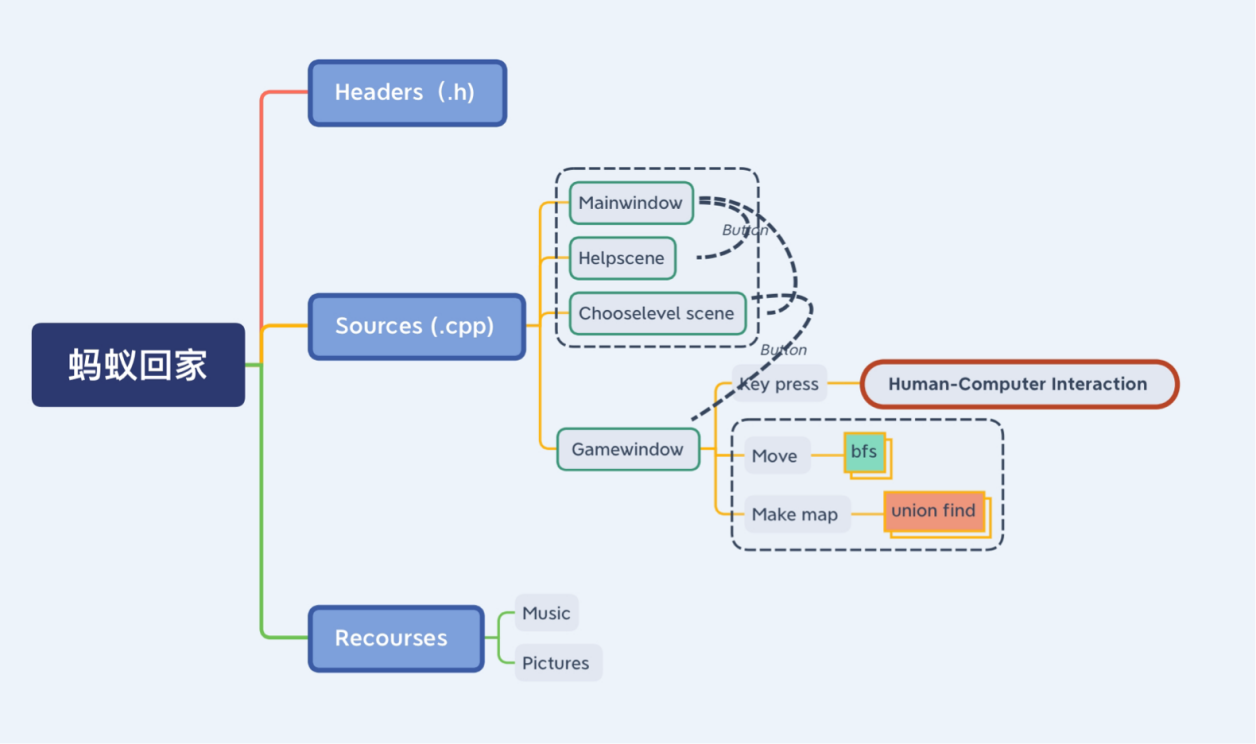 Headers（.h)
Mainwindow
Button
Helpscene
Chooselevel scene
Sources (.cpp)
Button
蚂蚁回家
Key press
Human-Computer Interaction
Gamewindow
Move
bfs
Make map
union find
Music
Recourses
Pictures